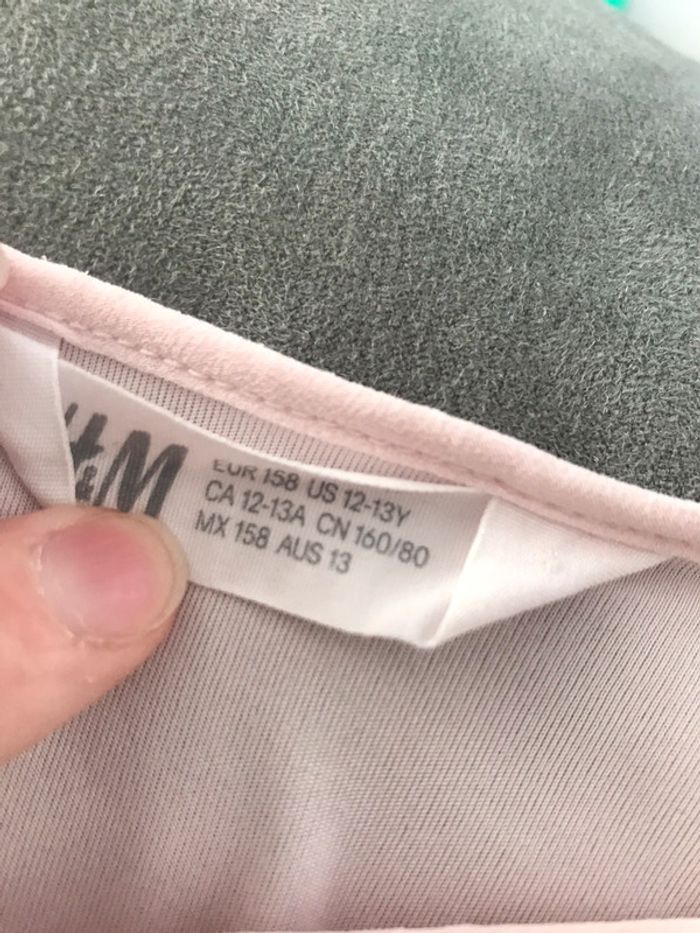 H&M
EUR 158 US 12-13Y
CA 12-13A CN 160/80
MX 158 AUS 13